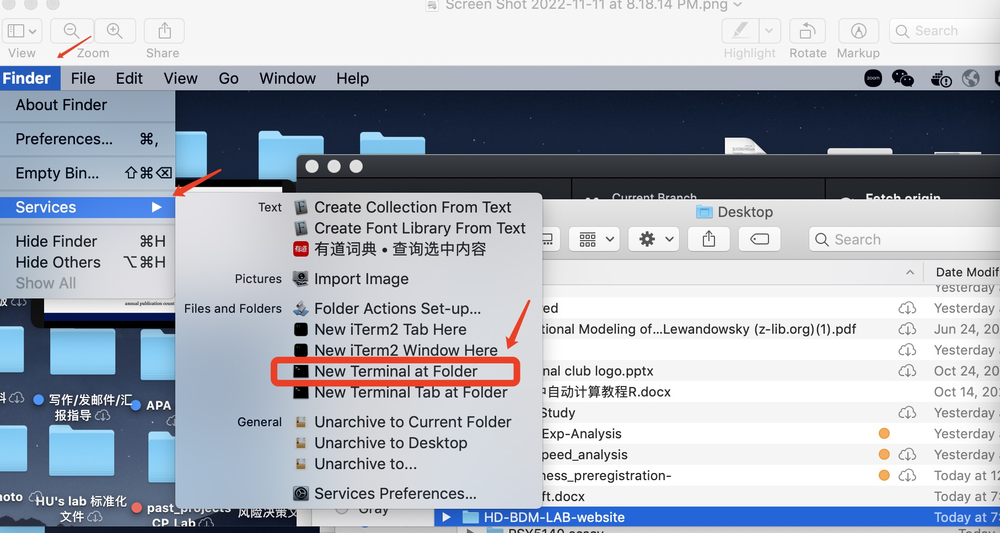 Screen Shot 2022-11-11 at 8.18.14 PM.png
View
Zoom
Share
Highlight
Rotate
Markup
Search
Finder File Edit View Go Window Help
zoom
About Finder
Preferences... ⌘,
Empty Bin... ⇧⌘⌫
Services
Hide Finder ⌘H
Hide Others ⌥⌘H
Show All
Text
Create Collection From Text
Create Font Library From Text
有道
有道词典 • 查询选中内容
Pictures
Import Image
Files and Folders
Folder Actions Set-up...
New iTerm2 Tab Here
New iTerm2 Window Here
New Terminal at Folder
New Terminal Tab at Folder
General
Unarchive to Current Folder
Unarchive to Desktop
Unarchive to...
Services Preferences...
Current Branch
Fetch origin
Desktop
Search
Date Modif
Yesterday
ed
Yesterday
tional Modeling of...Lewandowsky (z-lib.org)(1).pdf
Jun 24, 20
Yesterday
nal club logo.pptx
Oct 24, 20
自动计算教程R.docx
Oct 14, 20
Study
Yesterday
Exp-Analysis
Yesterday
peed_analysis
Yesterday
ness_preregistration-
Today at 12
ft.docx
Today at 7
HD-BDM-LAB-website
Today at 7
Gray
annual publication count
写作/发邮件/汇
报指导
APA
HU's lab 标准化
文件
past_projects
CP_Lab
风险决策